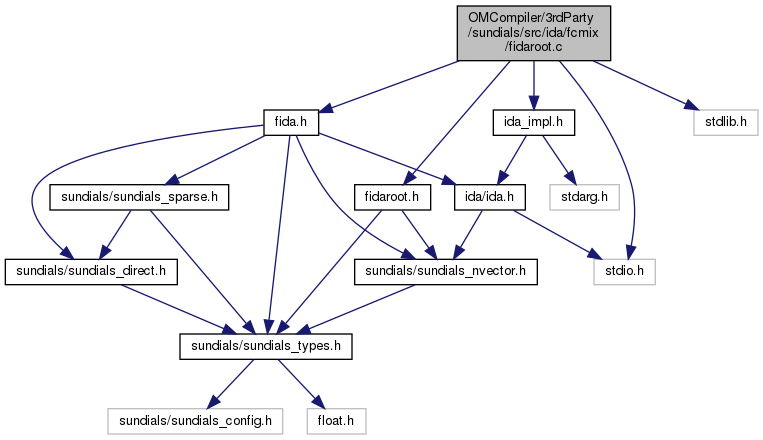 OMCompiler/3rdParty
/sundials/src/ida/fcmix
/fidaroot.c
fida.h
ida_impl.h
stdlib.h
sundials/sundials_sparse.h
fidaroot.h
ida/ida.h
stdarg.h
sundials/sundials_direct.h
sundials/sundials_nvector.h
stdio.h
sundials/sundials_types.h
sundials/sundials_config.h
float.h